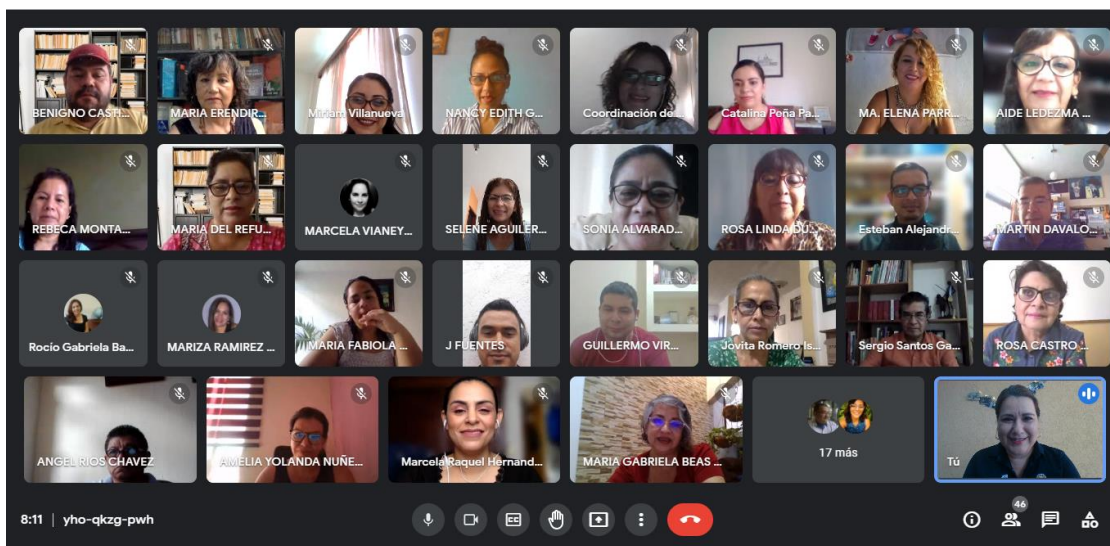 BENIGNO CASTI...
MARIA ERENDIR...
Miriam Villanueva
NANCY EDITH G...
Coordinación de...
Catalina Peña Pa...
MA. ELENA PARR...
AIDE LEDEZMA ...
REBECA MONTA...
MARIA DEL REFU...
MARCELA VIANEY...
SELENE AGUILER...
SONIA ALVARAD...
ROSA LINDA DU...
Esteban Alejandr...
MARTIN DAVALO...
Rocío Gabriela Ba...
MARIZA RAMIREZ ...
MARIA FABIOLA ...
J FUENTES
GUILLERMO VIR...
Jovita Romero Is...
Sergio Santos Ga...
ROSA CASTRO ...
ANGEL RIOS CHAVEZ
AMELIA YOLANDA NUÑE...
Marcela Raquel Hernand...
MARIA GABRIELA BEAS ...
17 más
Tú
8:11 | yho-qkzg-pwh
CC
46